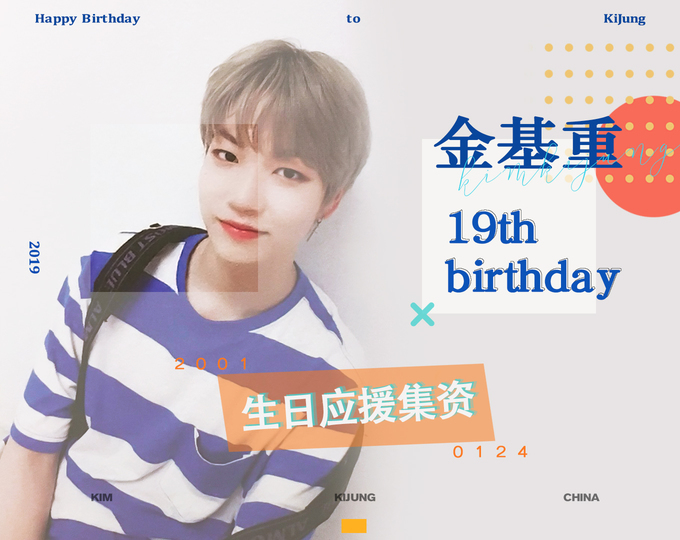 Happy Birthday to KiJung
金基重
kimkijung
19th
birthday
2019
2001
生日应援集资
0124
KIM KIJUNG CHINA